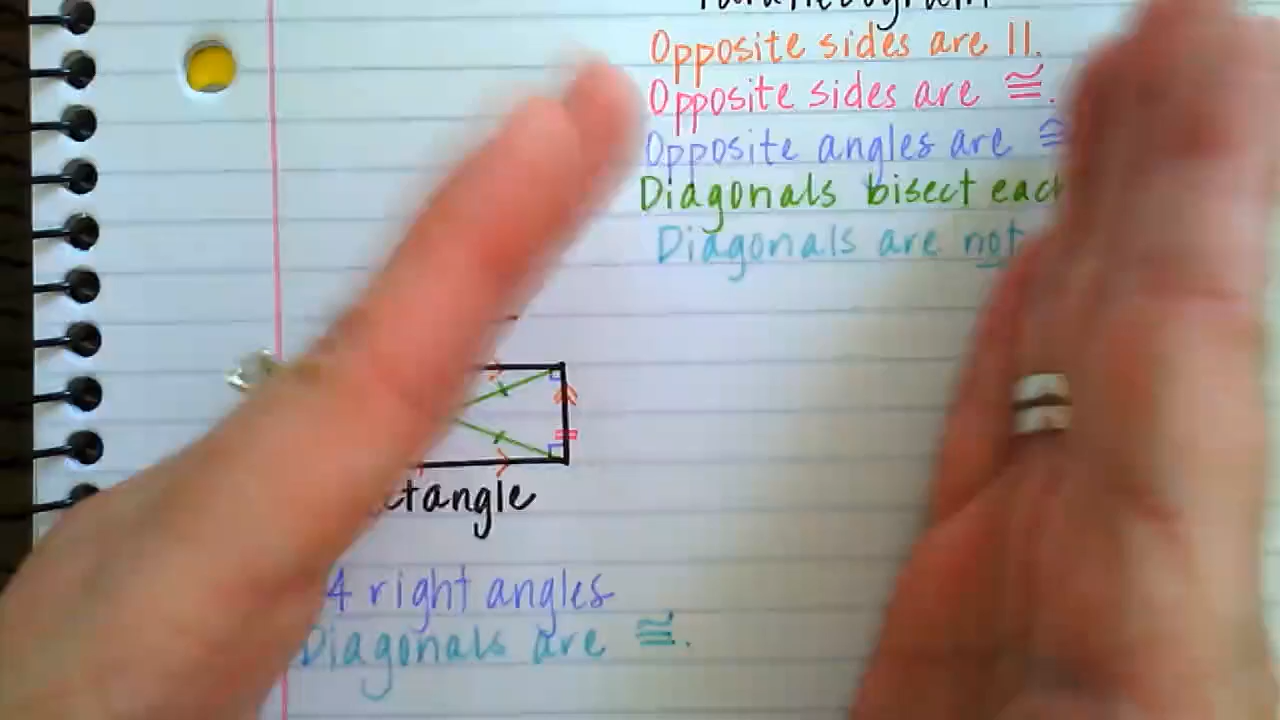 Parallelogram
Opposite sides are ||.
Opposite sides are ≅.
Opposite angles are ≅
Diagonals bisect each
Diagonals are not
ctangle
4 right angles
Diagonals are ≅.